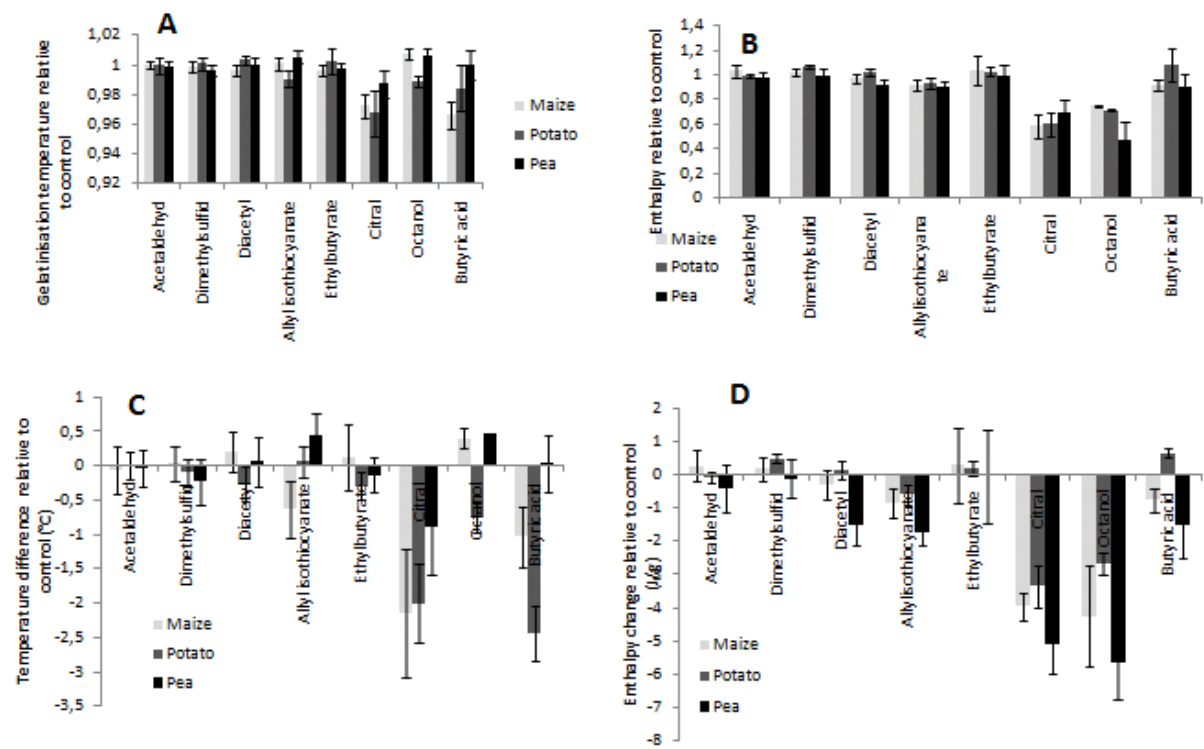 A
Gelatinisation temperature relative
to control
1,02
1
0,98
0,96
0,94
0,92
Maize
Potato
Pea
Acetaldehyd
Dimethylsulfid
Diacetyl
Allylisothiocyanate
Ethylbutyrate
Citral
Octanol
Butyric acid
B
Enthalpy relative to control
1,4
1,2
1
0,8
0,6
0,4
0,2
0
Maize
Potato
Pea
Acetaldehyd
Dimethylsulfid
Diacetyl
Allylisothiocyana
te
Ethylbutyrate
Citral
Octanol
Butyric acid
C
Temperature difference relative to
control (°C)
1
0,5
0
-0,5
-1
-1,5
-2
-2,5
-3
-3,5
Acetaldehyd
Dimethylsulfid
Diacetyl
Allylisothiocyanate
Ethylbutyrate
Citral
Octanol
Butyric acid
Maize
Potato
Pea
D
Enthalpy change relative to control
(J/g)
2
1
0
-1
-2
-3
-4
-5
-6
-7
-8
Acetaldehyd
Dimethylsulfid
Diacetyl
Allylisothiocyanate
Ethylbutyrate
Citral
Octanol
Butyric acid
Maize
Potato
Pea